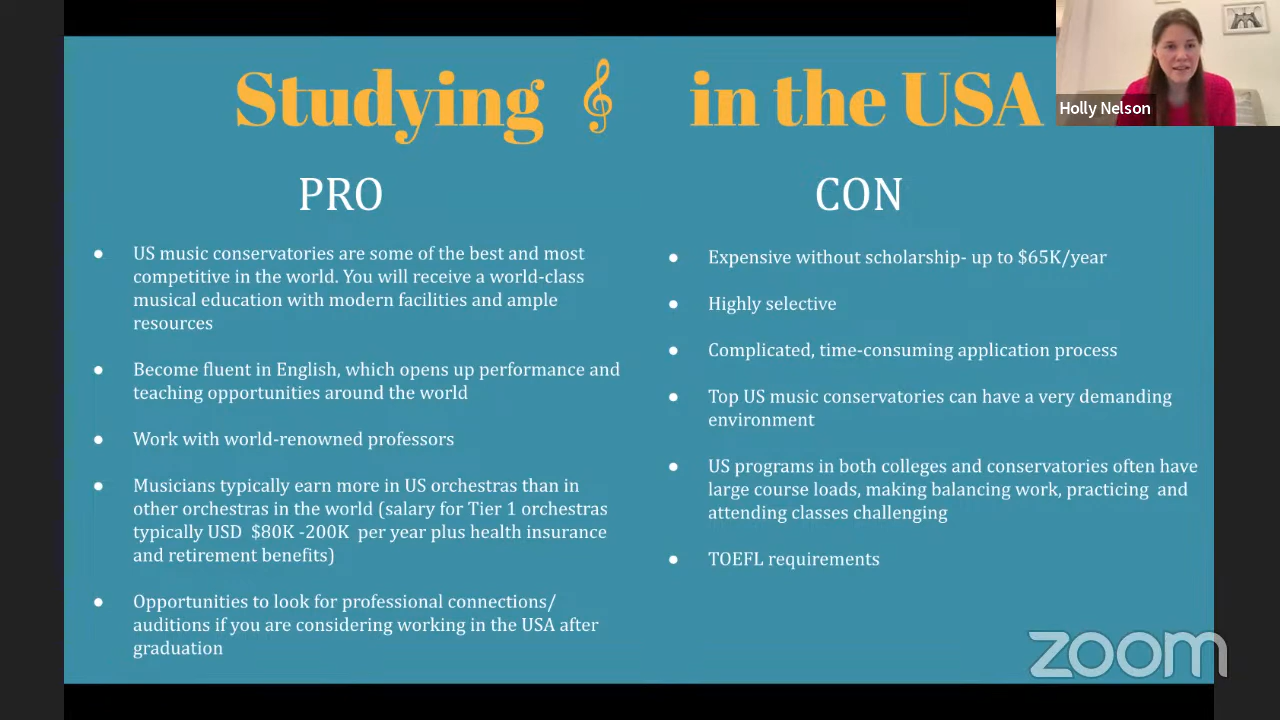 Studying in the USA
Holly Nelson
PRO
US music conservatories are some of the best and most
competitive in the world. You will receive a world-class
musical education with modern facilities and ample
resources
Become fluent in English, which opens up performance and
teaching opportunities around the world
Work with world-renowned professors
Musicians typically earn more in US orchestras than in
other orchestras in the world (salary for Tier 1 orchestras
typically USD $80K -200K per year plus health insurance
and retirement benefits)
Opportunities to look for professional connections/
auditions if you are considering working in the USA after
graduation
CON
Expensive without scholarship- up to $65K/year
Highly selective
Complicated, time-consuming application process
Top US music conservatories can have a very demanding
environment
US programs in both colleges and conservatories often have
large course loads, making balancing work, practicing and
attending classes challenging
TOEFL requirements
zoom